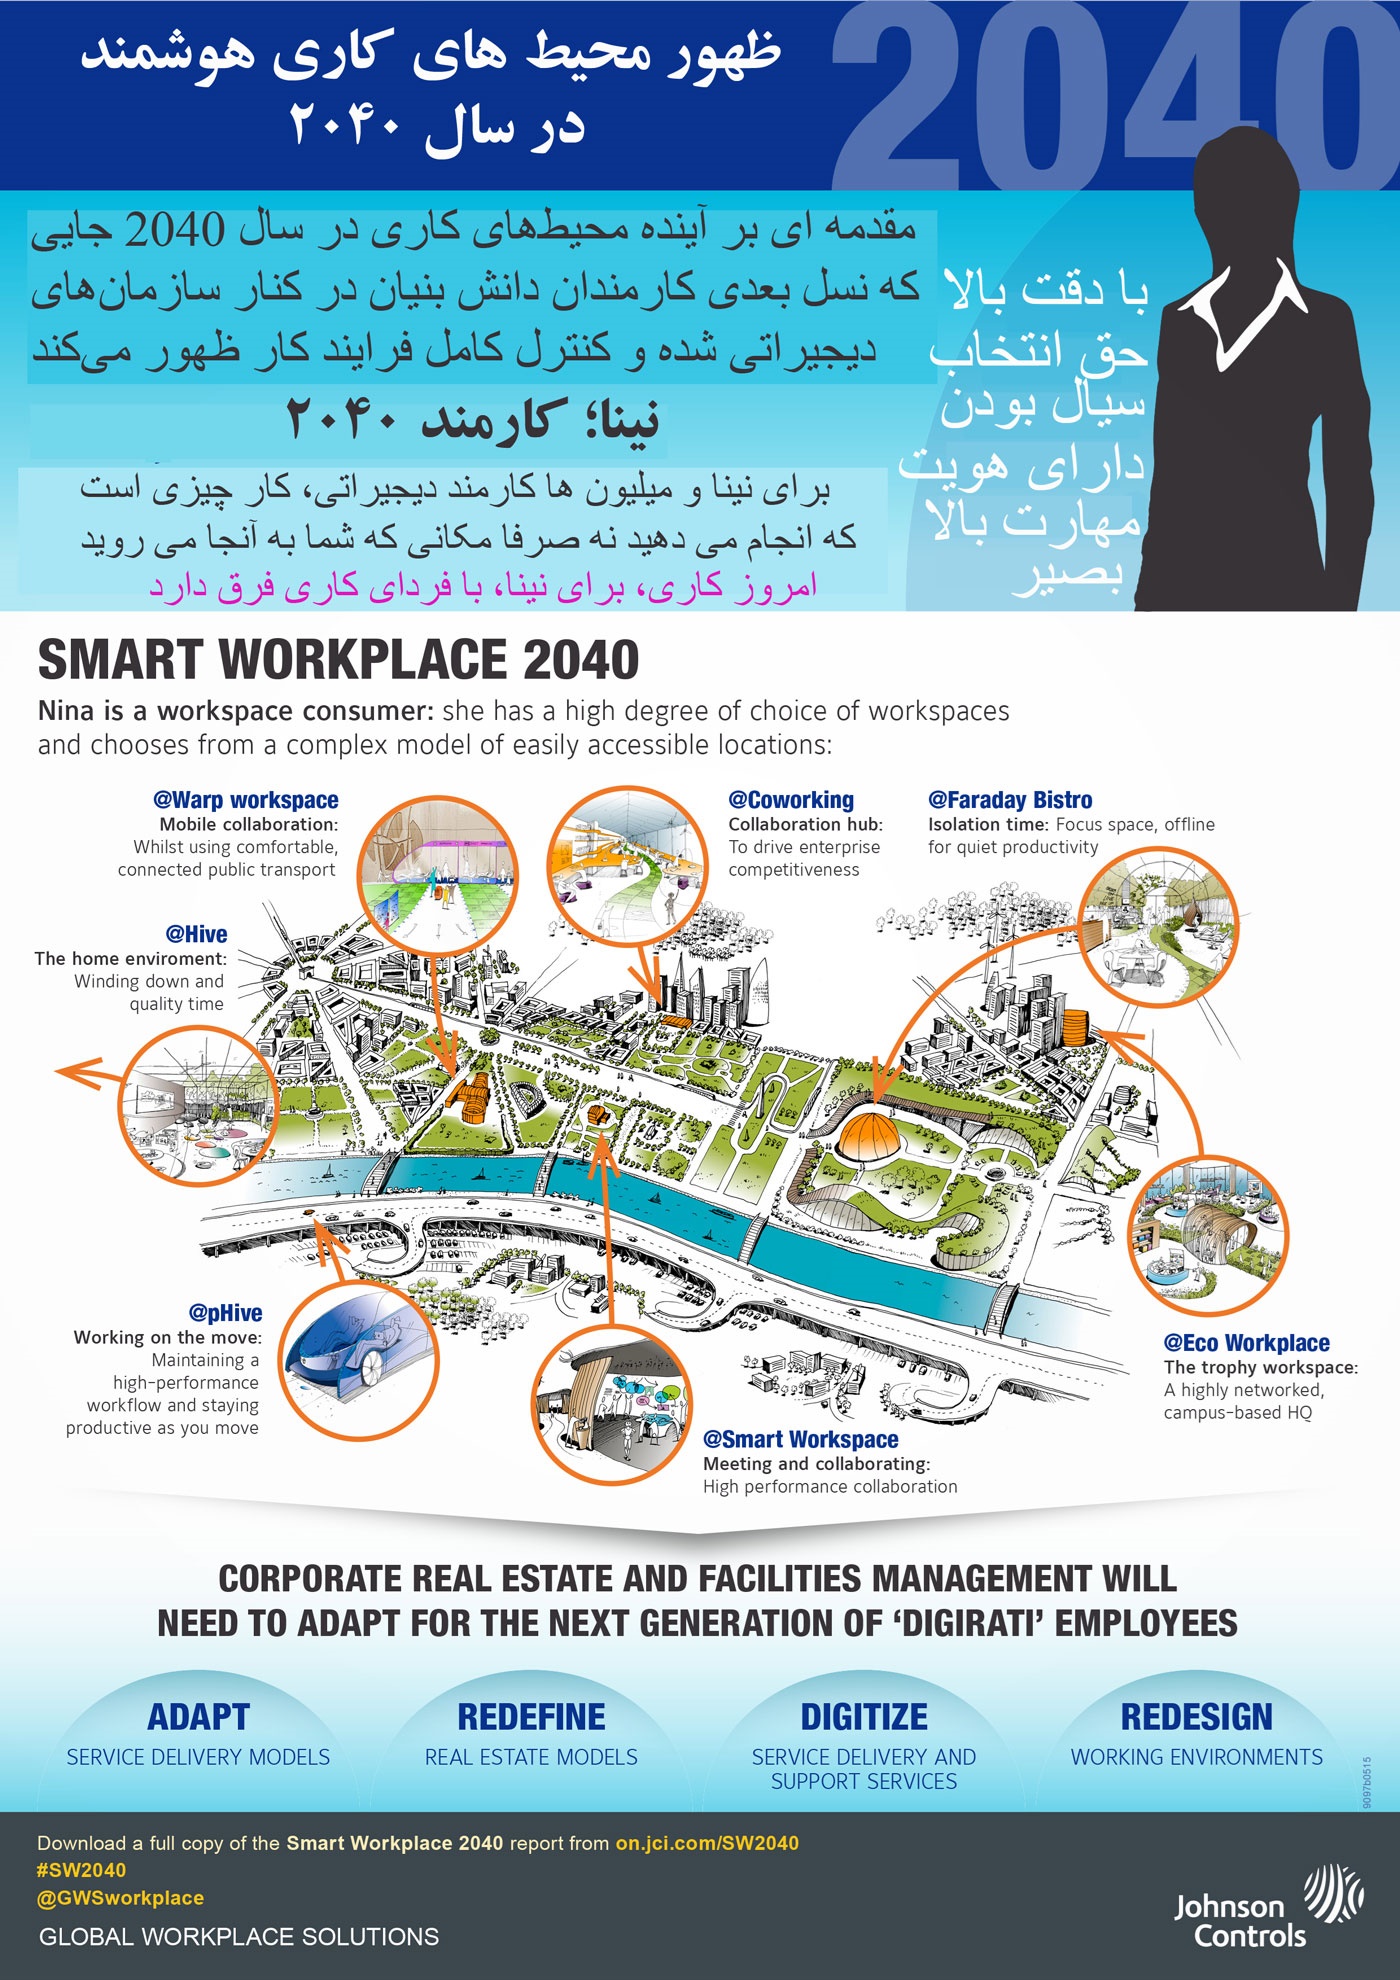 2040
ظهور محیط های کاری هوشمند
در سال ۲۰۴۰
مقدمه ای بر آینده محیط‌های کاری در سال 2040 جایی
که نسل بعدی کارمندان دانش بنیان در کنار سازمان‌های
دیجیراتی شده و کنترل کامل فرایند کار ظهور می‌کند
نینا؛ کارمند ۲۰۴۰
برای نینا و میلیون ها کارمند دیجیراتی، کار چیزی است
که انجام می دهید نه صرفا مکانی که شما به آنجا می روید
امروز کاری، برای نینا، با فردای کاری فرق دارد
با دقت بالا
حق انتخاب
سیال بودن
دارای هویت
مهارت بالا
بصیر
SMART WORKPLACE 2040
Nina is a workspace consumer: she has a high degree of choice of workspaces
and chooses from a complex model of easily accessible locations:
@Warp workspace
Mobile collaboration:
Whilst using comfortable,
connected public transport
@Coworking
Collaboration hub:
To drive enterprise
competitiveness
@Faraday Bistro
Isolation time: Focus space, offline
for quiet productivity
@Hive
The home enviroment:
Winding down and
quality time
@pHive
Working on the move:
Maintaining a
high-performance
workflow and staying
productive as you move
@Smart Workspace
Meeting and collaborating:
High performance collaboration
@Eco Workplace
The trophy workspace:
A highly networked,
campus-based HQ
CORPORATE REAL ESTATE AND FACILITIES MANAGEMENT WILL
NEED TO ADAPT FOR THE NEXT GENERATION OF ‘DIGIRATI’ EMPLOYEES
ADAPT
SERVICE DELIVERY MODELS
REDEFINE
REAL ESTATE MODELS
DIGITIZE
SERVICE DELIVERY AND
SUPPORT SERVICES
REDESIGN
WORKING ENVIRONMENTS
9097b0515
Download a full copy of the Smart Workplace 2040 report from on.jci.com/SW2040
#SW2040
@GWSworkplace
GLOBAL WORKPLACE SOLUTIONS
Johnson
Controls